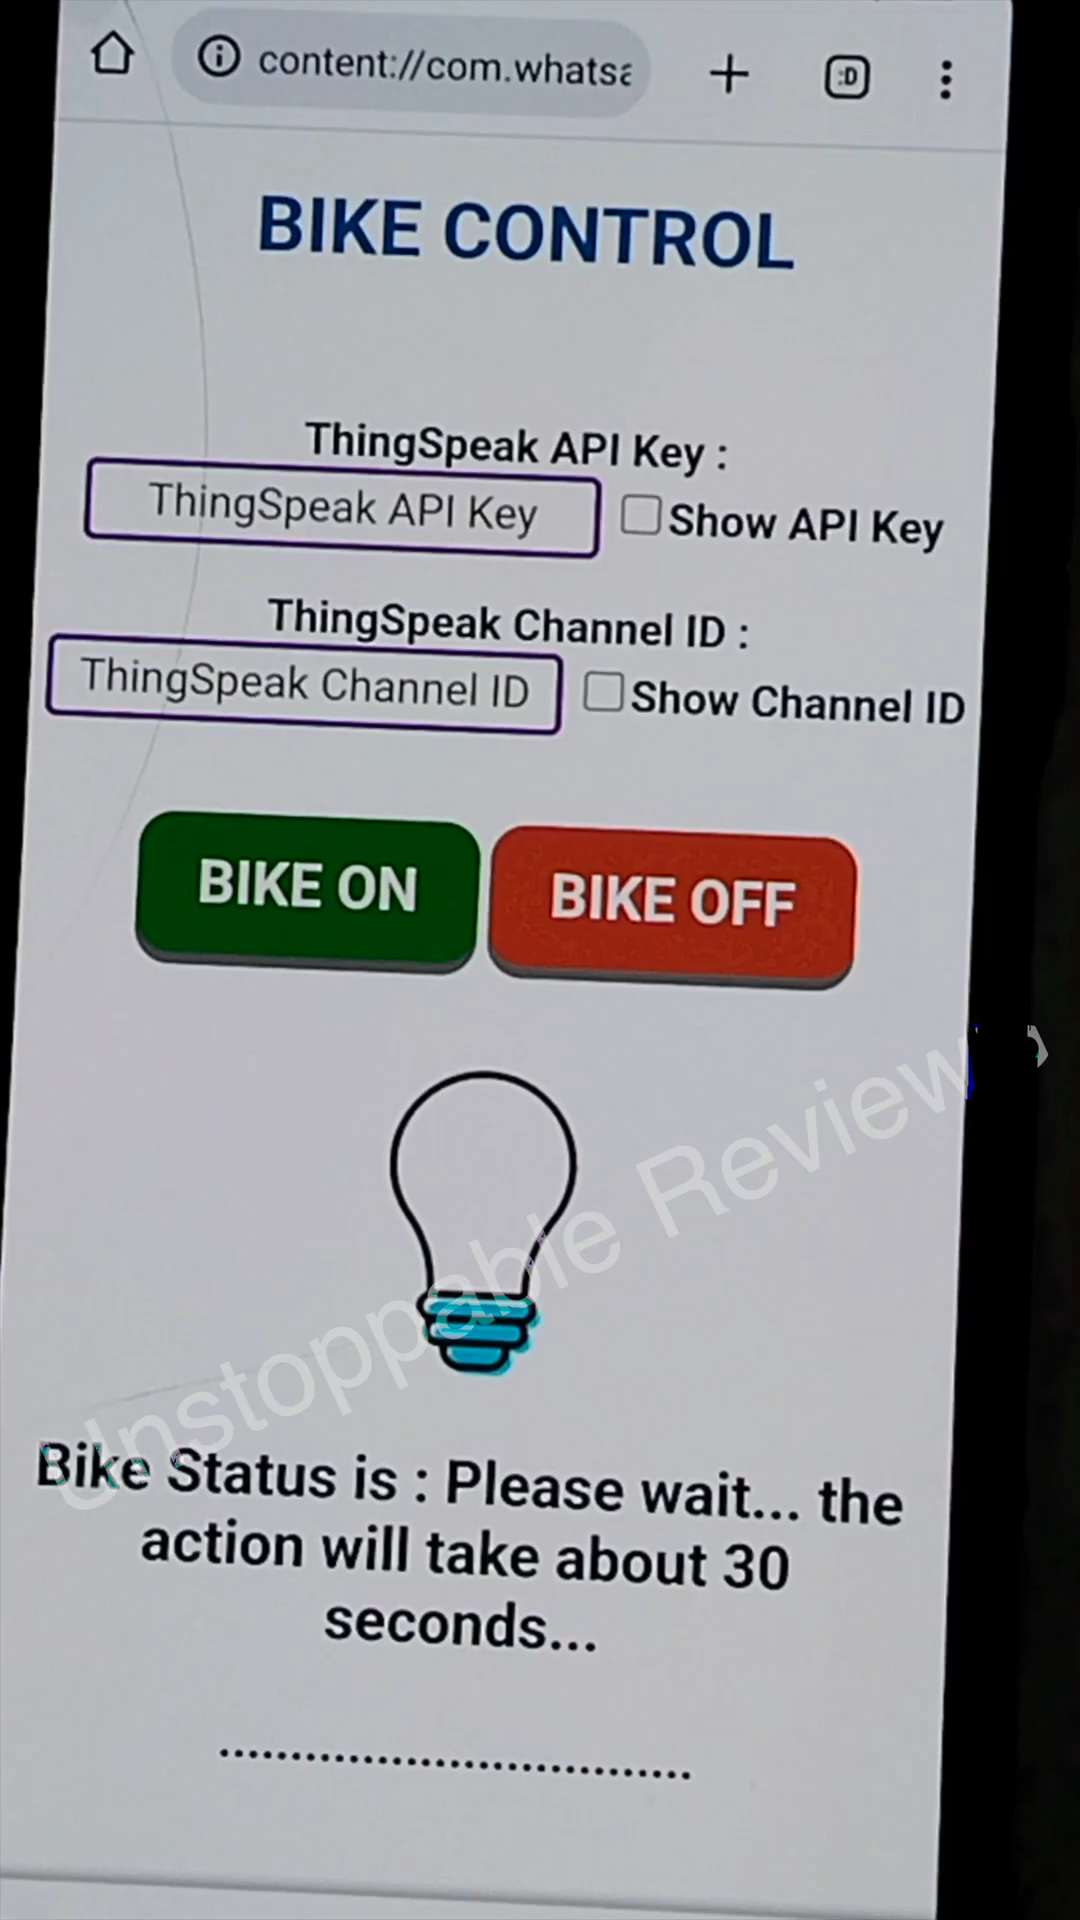 content://com.whatsa
:D
BIKE CONTROL
ThingSpeak API Key :
ThingSpeak API Key
Show API Key
ThingSpeak Channel ID :
ThingSpeak Channel ID
Show Channel ID
BIKE ON
BIKE OFF
Unstoppable Reviews
Bike Status is : Please wait... the
action will take about 30
seconds...
.................................